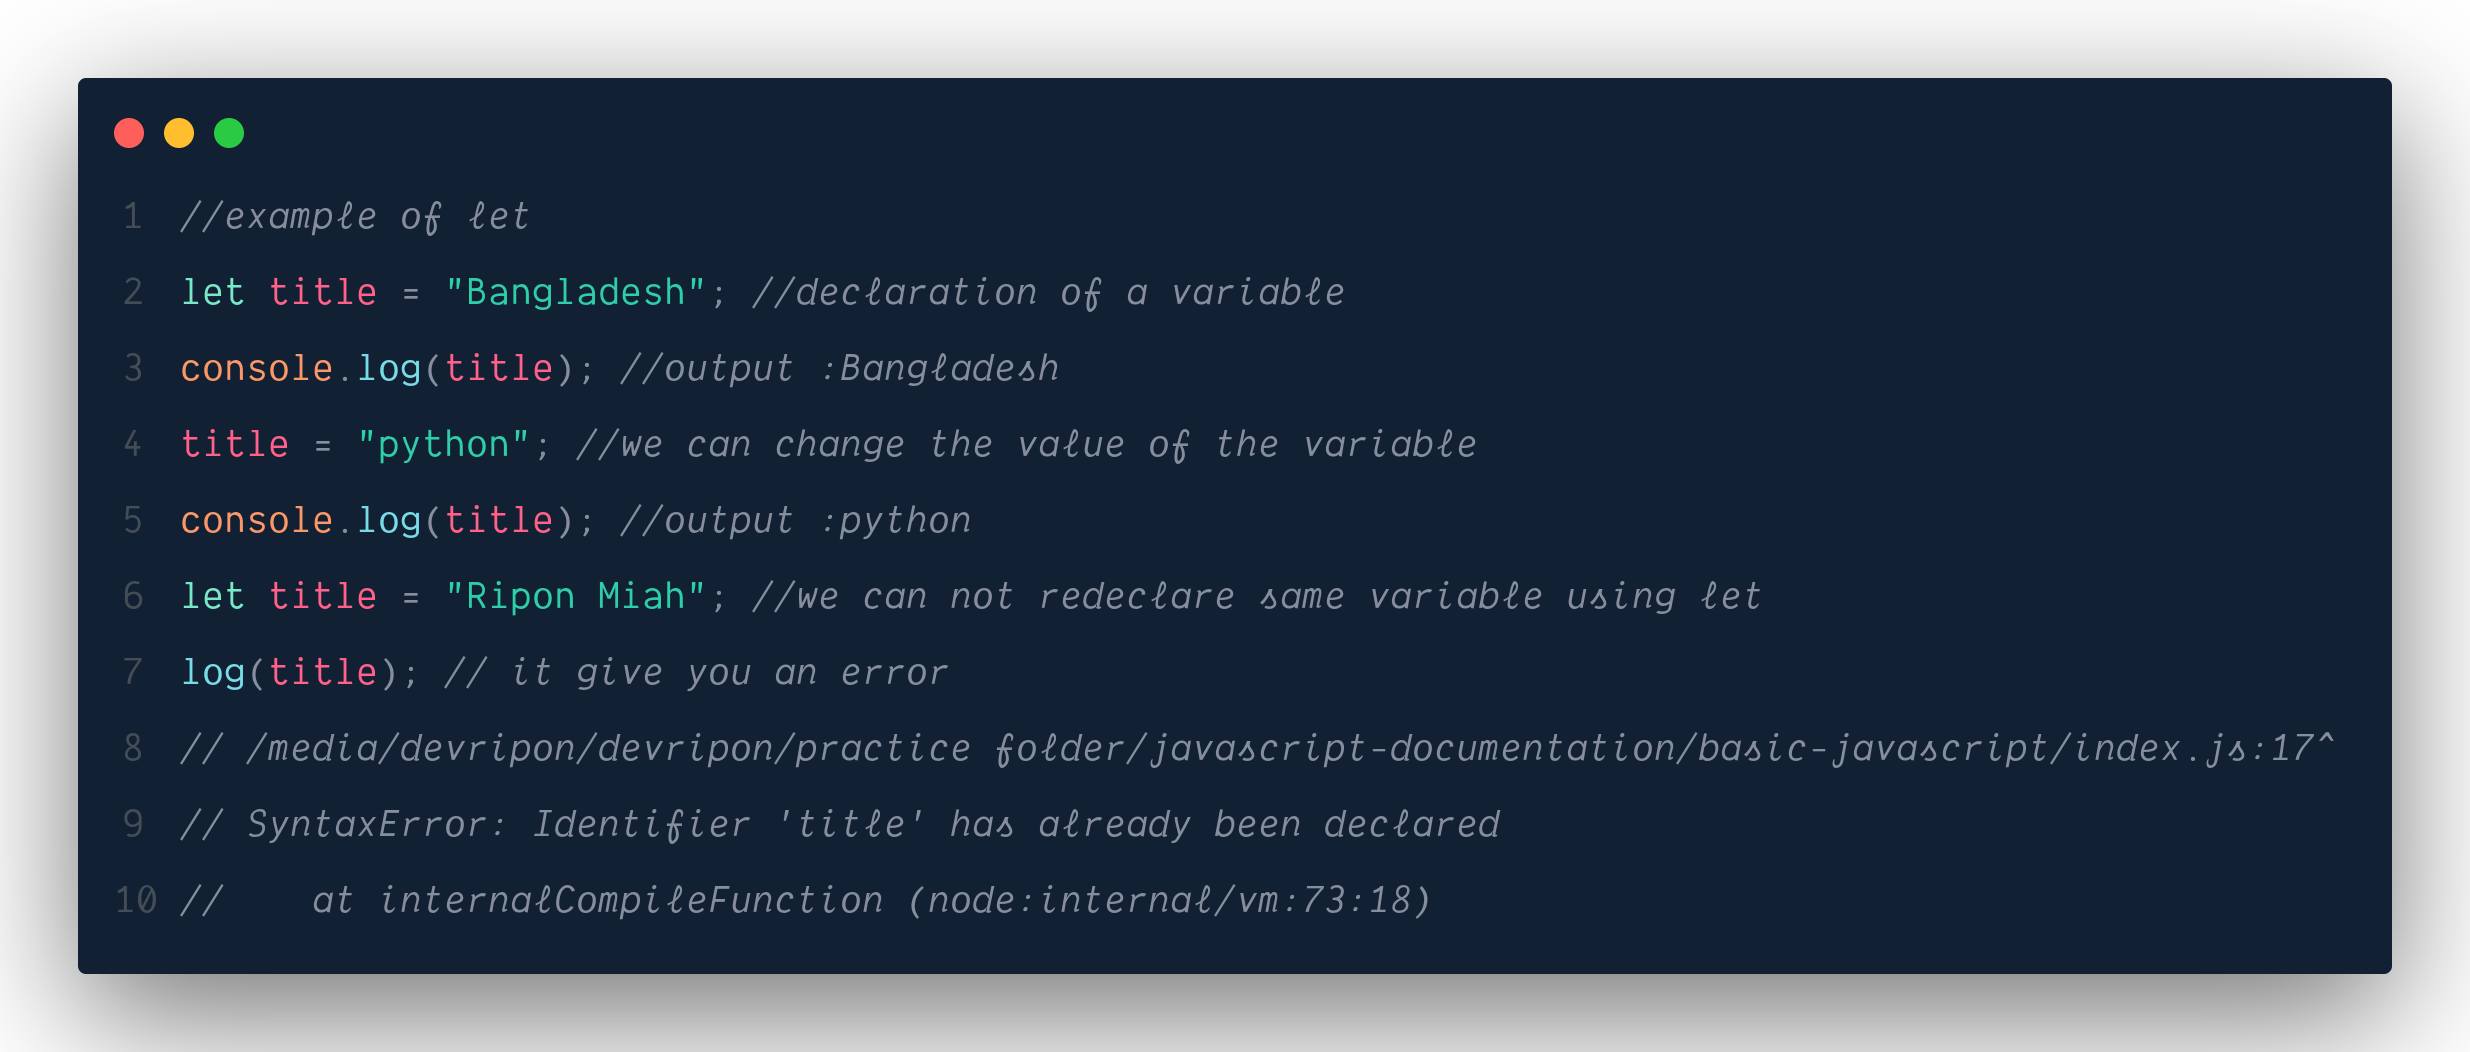 1 //example of let
2 let title = "Bangladesh"; //declaration of a variable
3 console.log(title); //output :Bangladesh
4 title = "python"; //we can change the value of the variable
5 console.log(title); //output :python
6 let title = "Ripon Miah"; //we can not redeclare same variable using let
7 log(title); // it give you an error
8 // /media/devripon/devripon/practice folder/javascript-documentation/basic-javascript/index.js:17^
9 // SyntaxError: Identifier 'title' has already been declared
10 //    at internalCompileFunction (node:internal/vm:73:18)